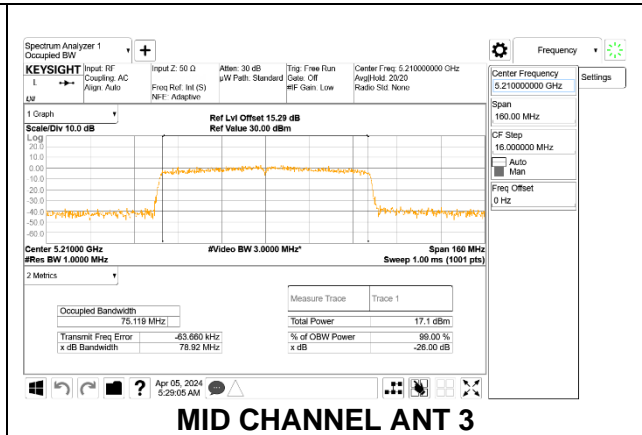 Spectrum Analyzer 1
Occupied BW
+
Frequency
KEYSIGHT
L
Input: RF
Coupling: AC
Align: Auto
Input Z: 50 Ω
Freq Ref: Int (S)
NFE: Adaptive
Atten: 30 dB
µW Path: Standard
Trig: Free Run
Gate: Off
#IF Gain: Low
Center Freq: 5.210000000 GHz
Avg|Hold: 20/20
Radio Std: None
Center Frequency
5.210000000 GHz
Settings
Span
160.00 MHz
CF Step
16.000000 MHz
Auto
Man
Freq Offset
0 Hz
1 Graph
Scale/Div 10.0 dB
Ref Lvl Offset 15.29 dB
Ref Value 30.00 dBm
Log
20.0
10.0
0.00
-10.0
-20.0
-30.0
-40.0
-50.0
-60.0
Center 5.21000 GHz
#Res BW 1.0000 MHz
#Video BW 3.0000 MHz*
Span 160 MHz
Sweep 1.00 ms (1001 pts)
2 Metrics
Measure Trace
Trace 1
Occupied Bandwidth
75.119 MHz
Total Power
17.1 dBm
Transmit Freq Error
-63.660 kHz
% of OBW Power
99.00 %
x dB Bandwidth
78.92 MHz
x dB
-26.00 dB
?
Apr 05, 2024
5:29:05 AM
MID CHANNEL ANT 3